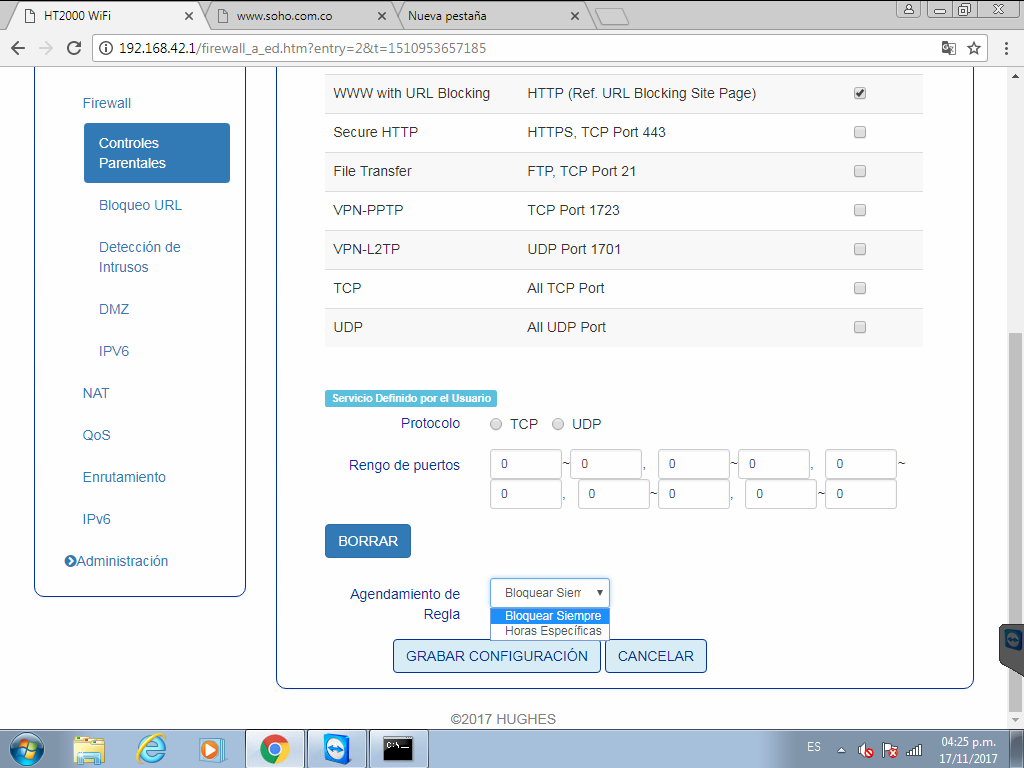 HT2000 WiFi
www.soho.com.co
Nueva pestaña
192.168.42.1/firewall_a_ed.htm?entry=2&t=1510953657185
Firewall
Controles
Parentales
Bloqueo URL
Detección de
Intrusos
DMZ
IPV6
NAT
QoS
Enrutamiento
IPv6
Administración
WWW with URL Blocking HTTP (Ref. URL Blocking Site Page)
Secure HTTP HTTPS, TCP Port 443
File Transfer FTP, TCP Port 21
VPN-PPTP TCP Port 1723
VPN-L2TP UDP Port 1701
TCP All TCP Port
UDP All UDP Port
Servicio Definido por el Usuario
Protocolo TCP UDP
Rengo de puertos 0 ~ 0 , 0 ~ 0 , 0 ~
0 , 0 ~ 0 , 0 ~ 0
BORRAR
Agendamiento de
Regla
Bloquear Siem
Bloquear Siempre
Horas Específicas
GRABAR CONFIGURACIÓN CANCELAR
©2017 HUGHES
C:\_
ES
04:25 p.m.
17/11/2017